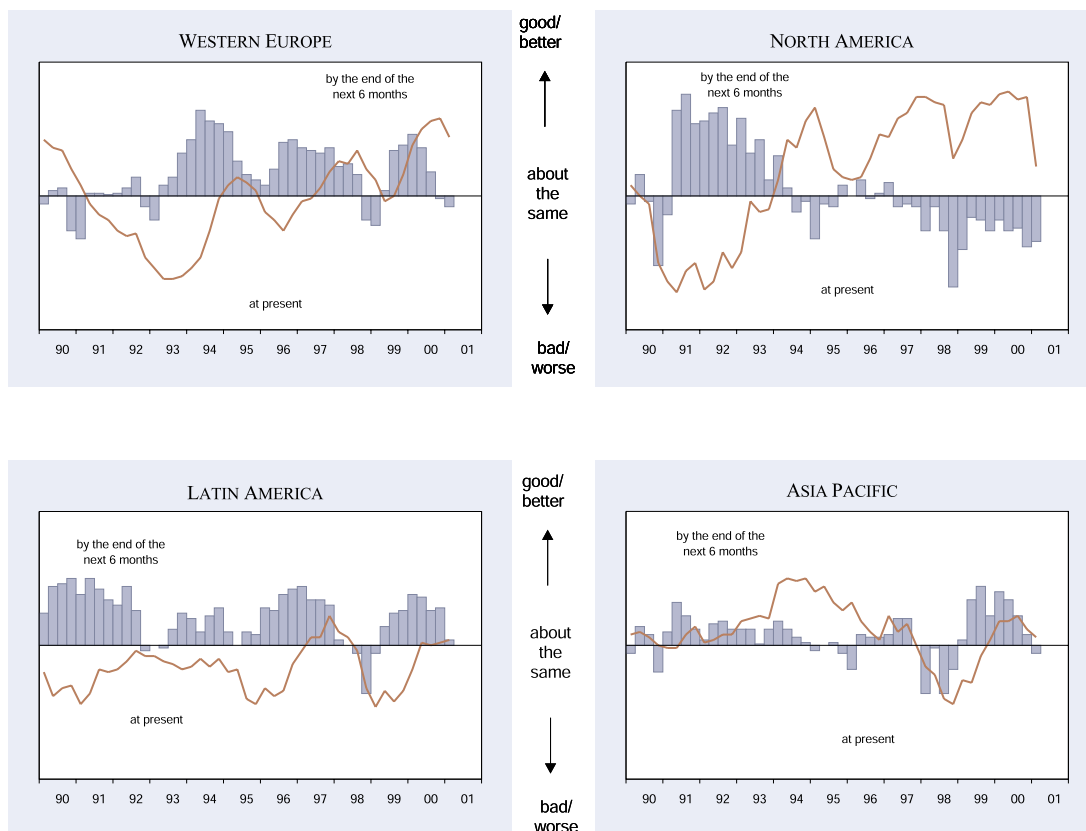 WESTERN EUROPE
by the end of the
next 6 months
at present
90 91 92 93 94 95 96 97 98 99 00 01
good/
better
about
the
same
bad/
worse
NORTH AMERICA
by the end of the
next 6 months
at present
90 91 92 93 94 95 96 97 98 99 00 01
LATIN AMERICA
by the end of the
next 6 months
at present
90 91 92 93 94 95 96 97 98 99 00 01
good/
better
about
the
same
bad/
worse
ASIA PACIFIC
by the end of the
next 6 months
at present
90 91 92 93 94 95 96 97 98 99 00 01